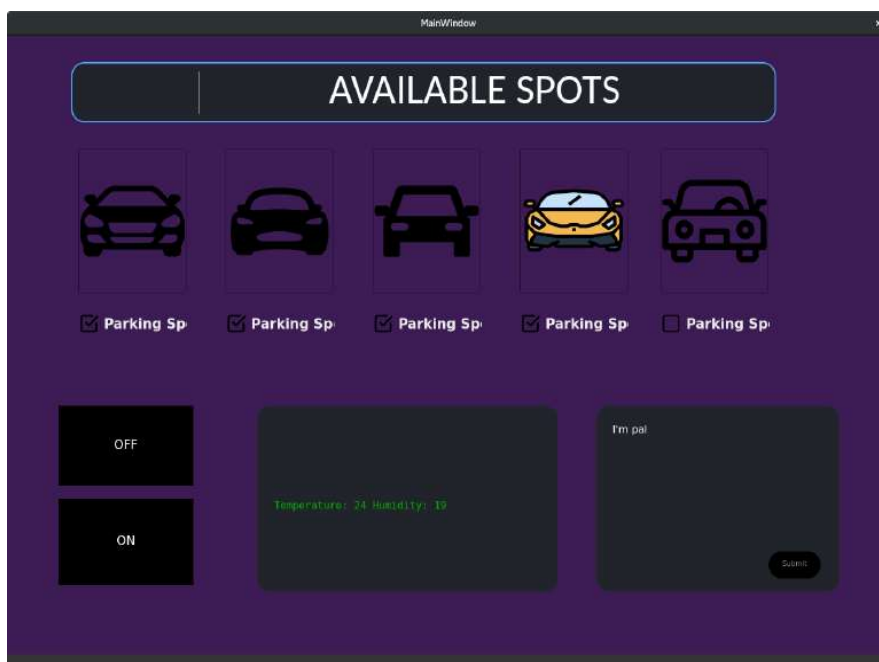 MainWindow
AVAILABLE SPOTS
Parking Sp
Parking Sp
Parking Sp
Parking Sp
Parking Sp
OFF
ON
Temperature: 24 Humidity: 19
I'm pal
Submit